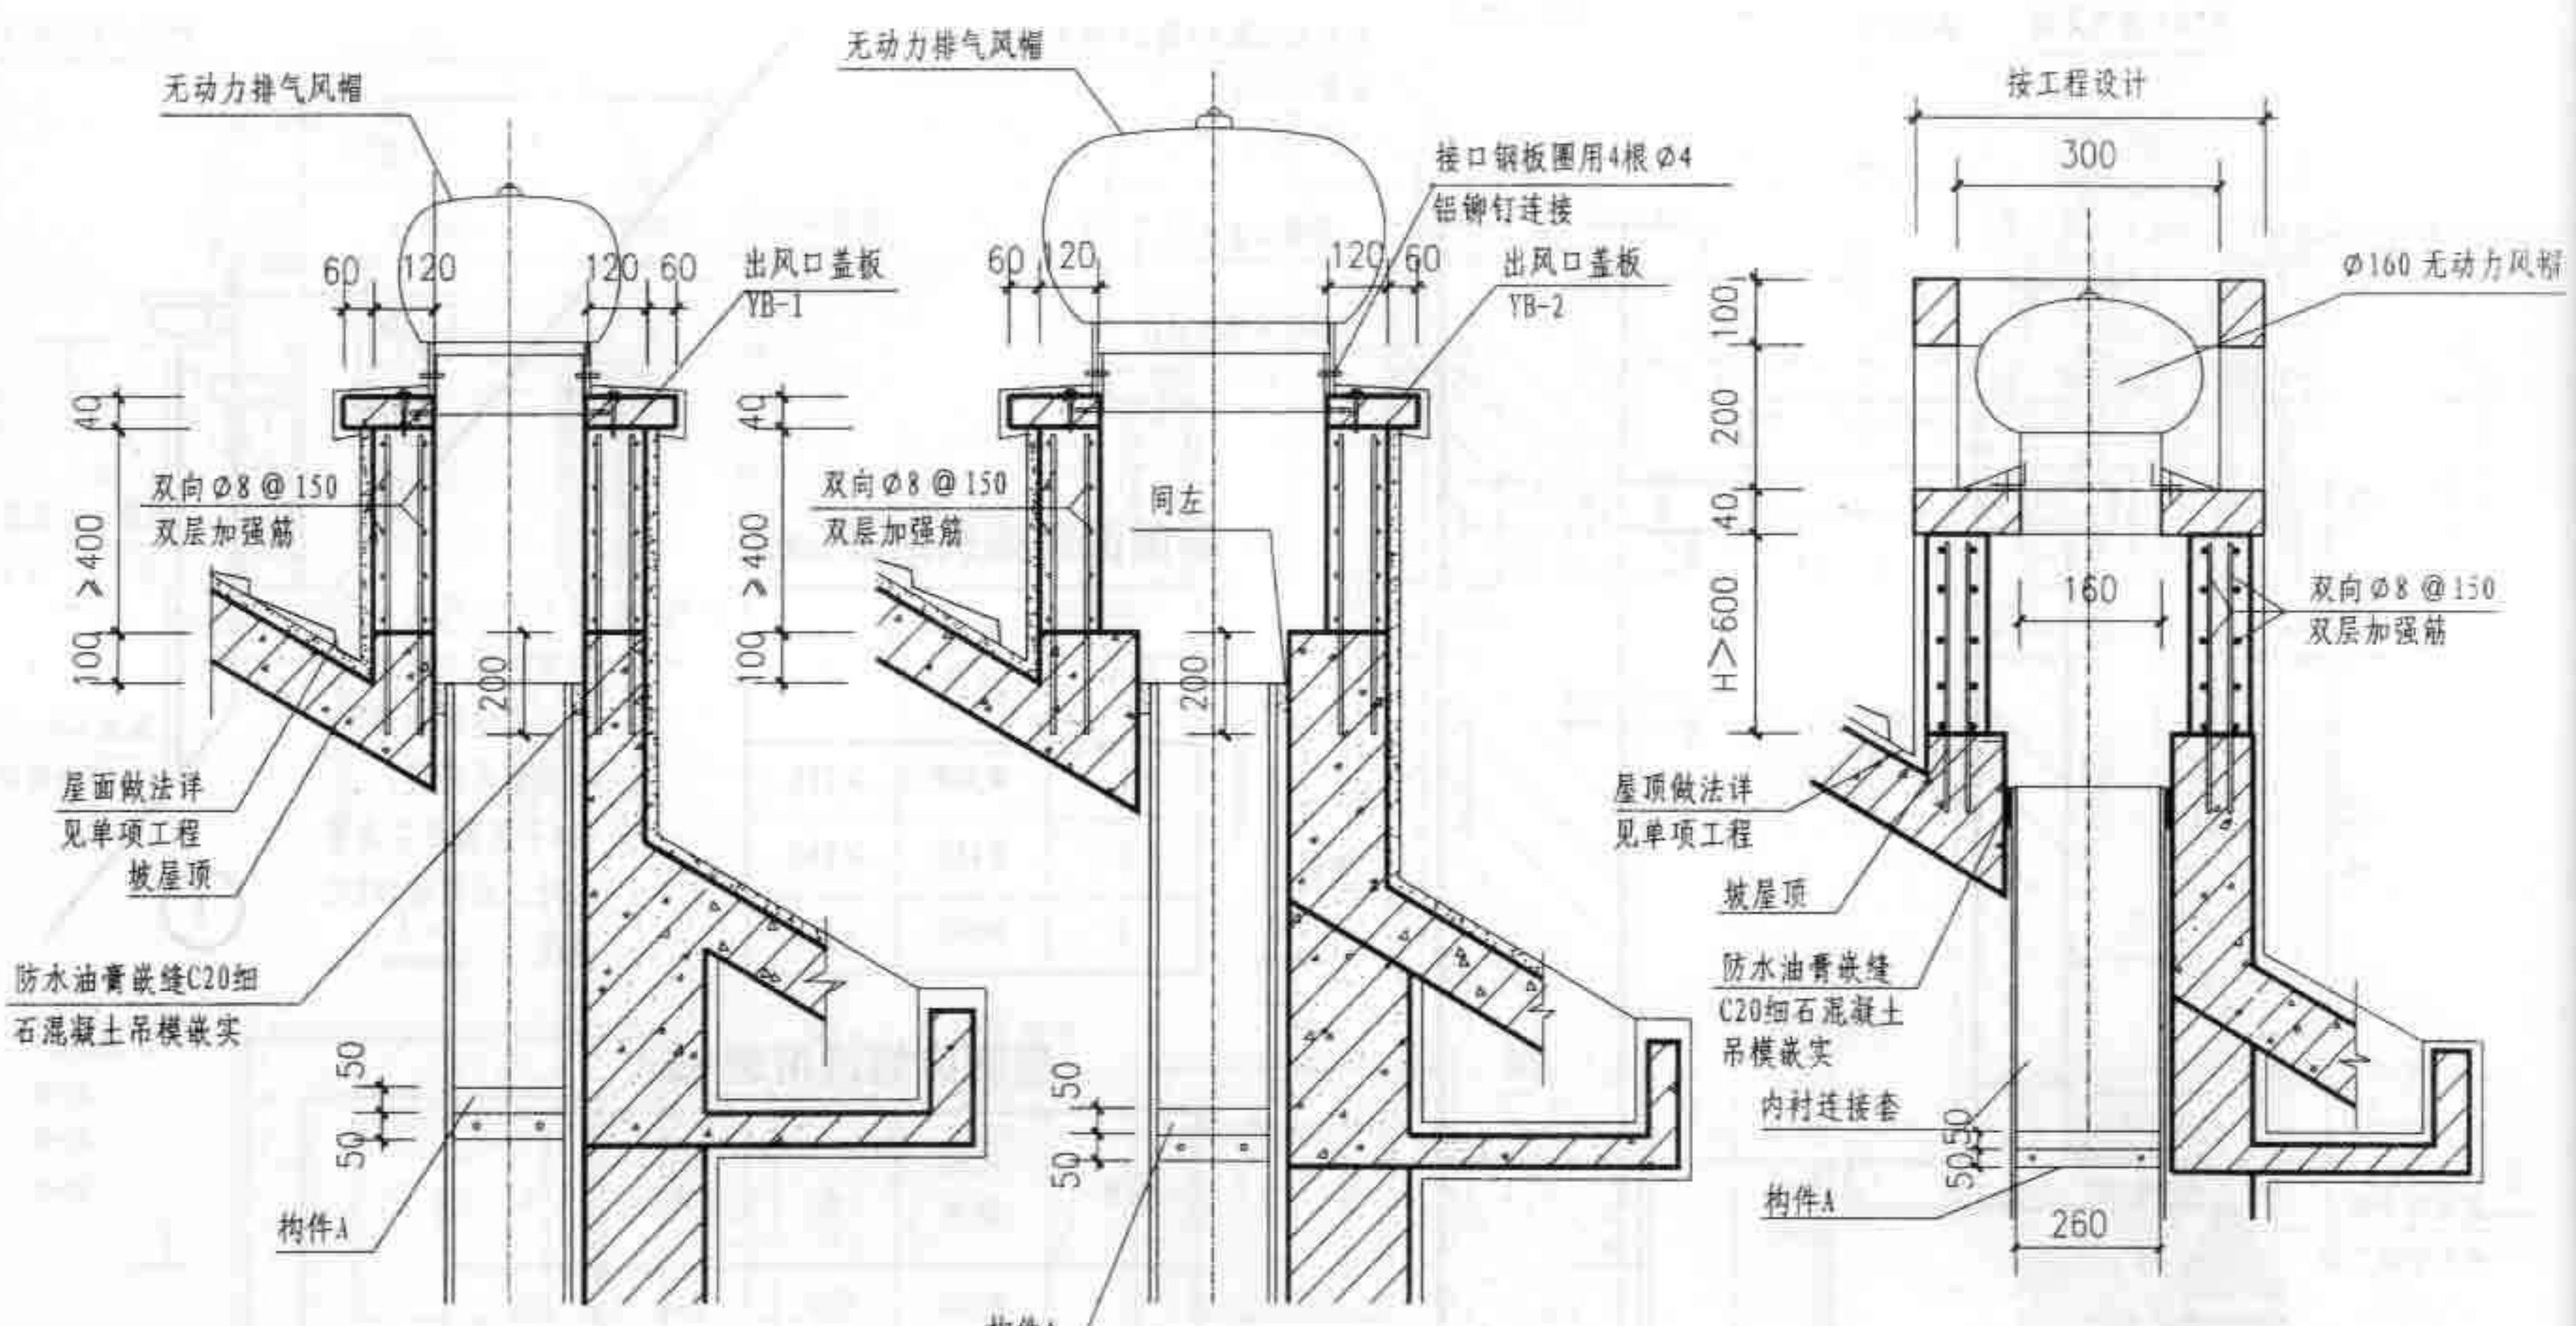 无动力排气风帽
60
120
120
60
出风口盖板
YB-1
40
双向Ø8@150
双层加强筋
≥400
100
200
屋面做法详
见单项工程
坡屋顶
防水油膏嵌缝C20细
石混凝土吊模嵌实
50
50
构件A
无动力排气风帽
接口钢板圈用4根Ø4
铝铆钉连接
60
120
120
60
出风口盖板
YB-2
40
双向Ø8@150
双层加强筋
同左
≥400
100
200
50
50
按工程设计
300
Ø160 无动力风帽
100
200
40
H>600
160
双向Ø8@150
双层加强筋
屋顶做法详
见单项工程
坡屋顶
防水油膏嵌缝
C20细石混凝土
吊模嵌实
内衬连接套
50
50
构件A
260